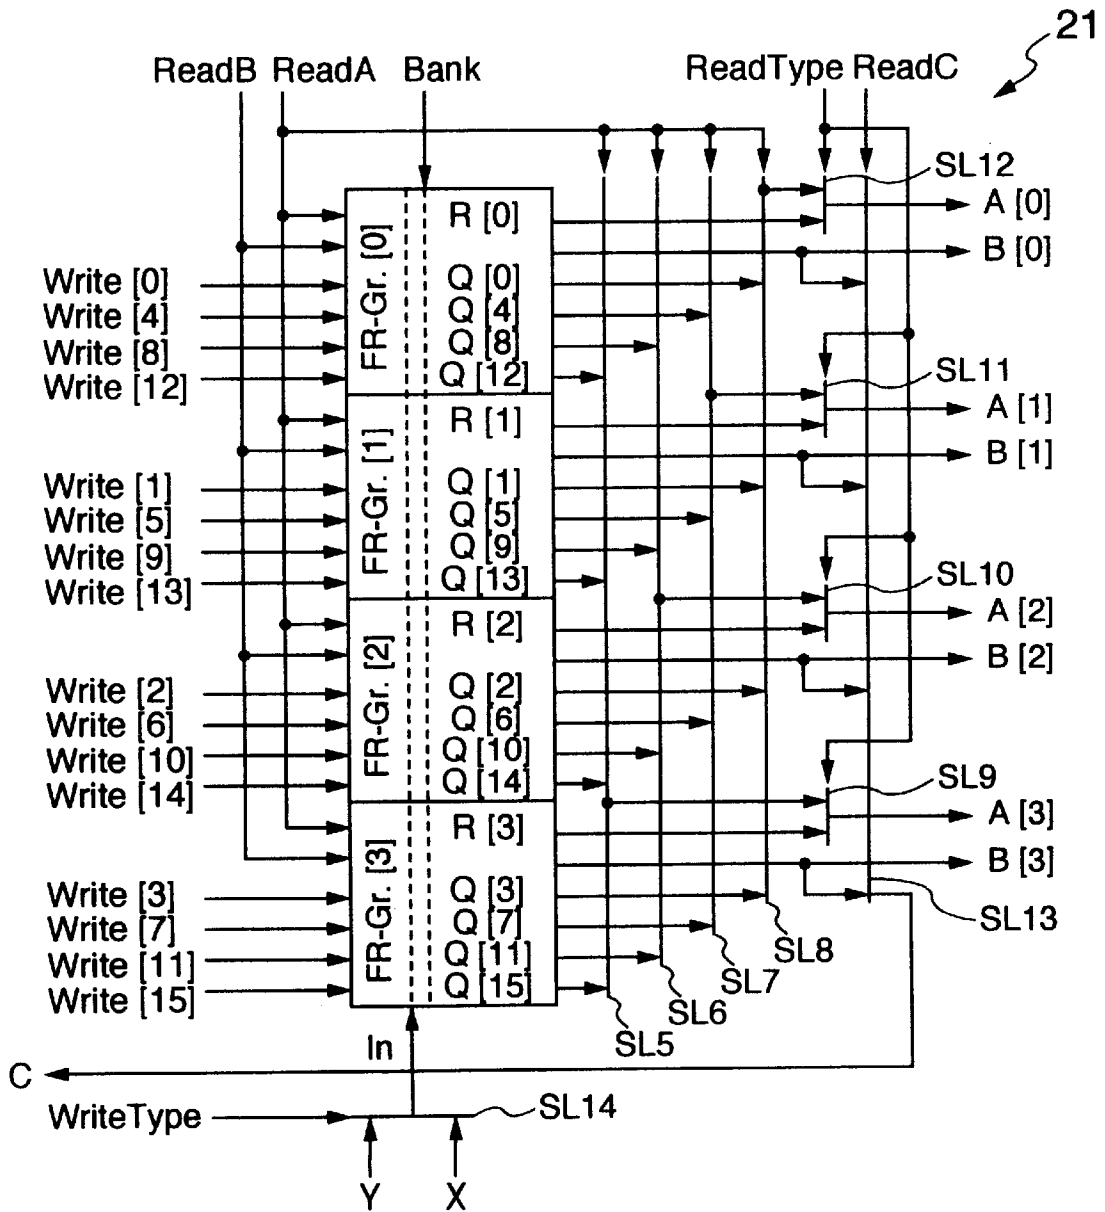 21
ReadB ReadA Bank ReadType ReadC
SL12
R [0] A [0]
B [0]
FR-Gr. [0]
Write [0] Q [0]
Write [4] Q [4]
Write [8] Q [8]
Write [12] Q [12]
SL11
R [1] A [1]
B [1]
FR-Gr. [1]
Write [1] Q [1]
Write [5] Q [5]
Write [9] Q [9]
Write [13] Q [13]
SL10
R [2] A [2]
B [2]
FR-Gr. [2]
Write [2] Q [2]
Write [6] Q [6]
Write [10] Q [10]
Write [14] Q [14]
SL9
R [3] A [3]
B [3]
FR-Gr. [3]
Write [3] Q [3]
Write [7] Q [7]
Write [11] Q [11]
Write [15] Q [15]
SL13
SL8
SL7
SL6
SL5
In
C
WriteType SL14
Y X